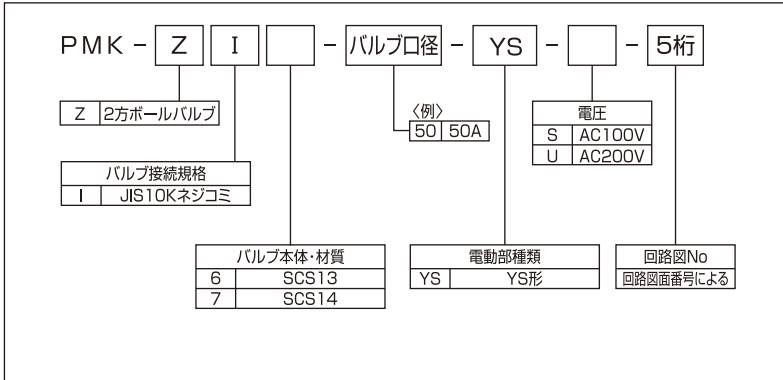 PMK - Z I - バルブ口径 - YS - - 5桁
Z 2方ボールバルブ
〈例〉
50 50A
電圧
S AC100V
U AC200V
バルブ接続規格
I JIS10Kネジコミ
バルブ本体・材質
6 SCS13
7 SCS14
電動部種類
YS YS形
回路図No
回路図面番号による